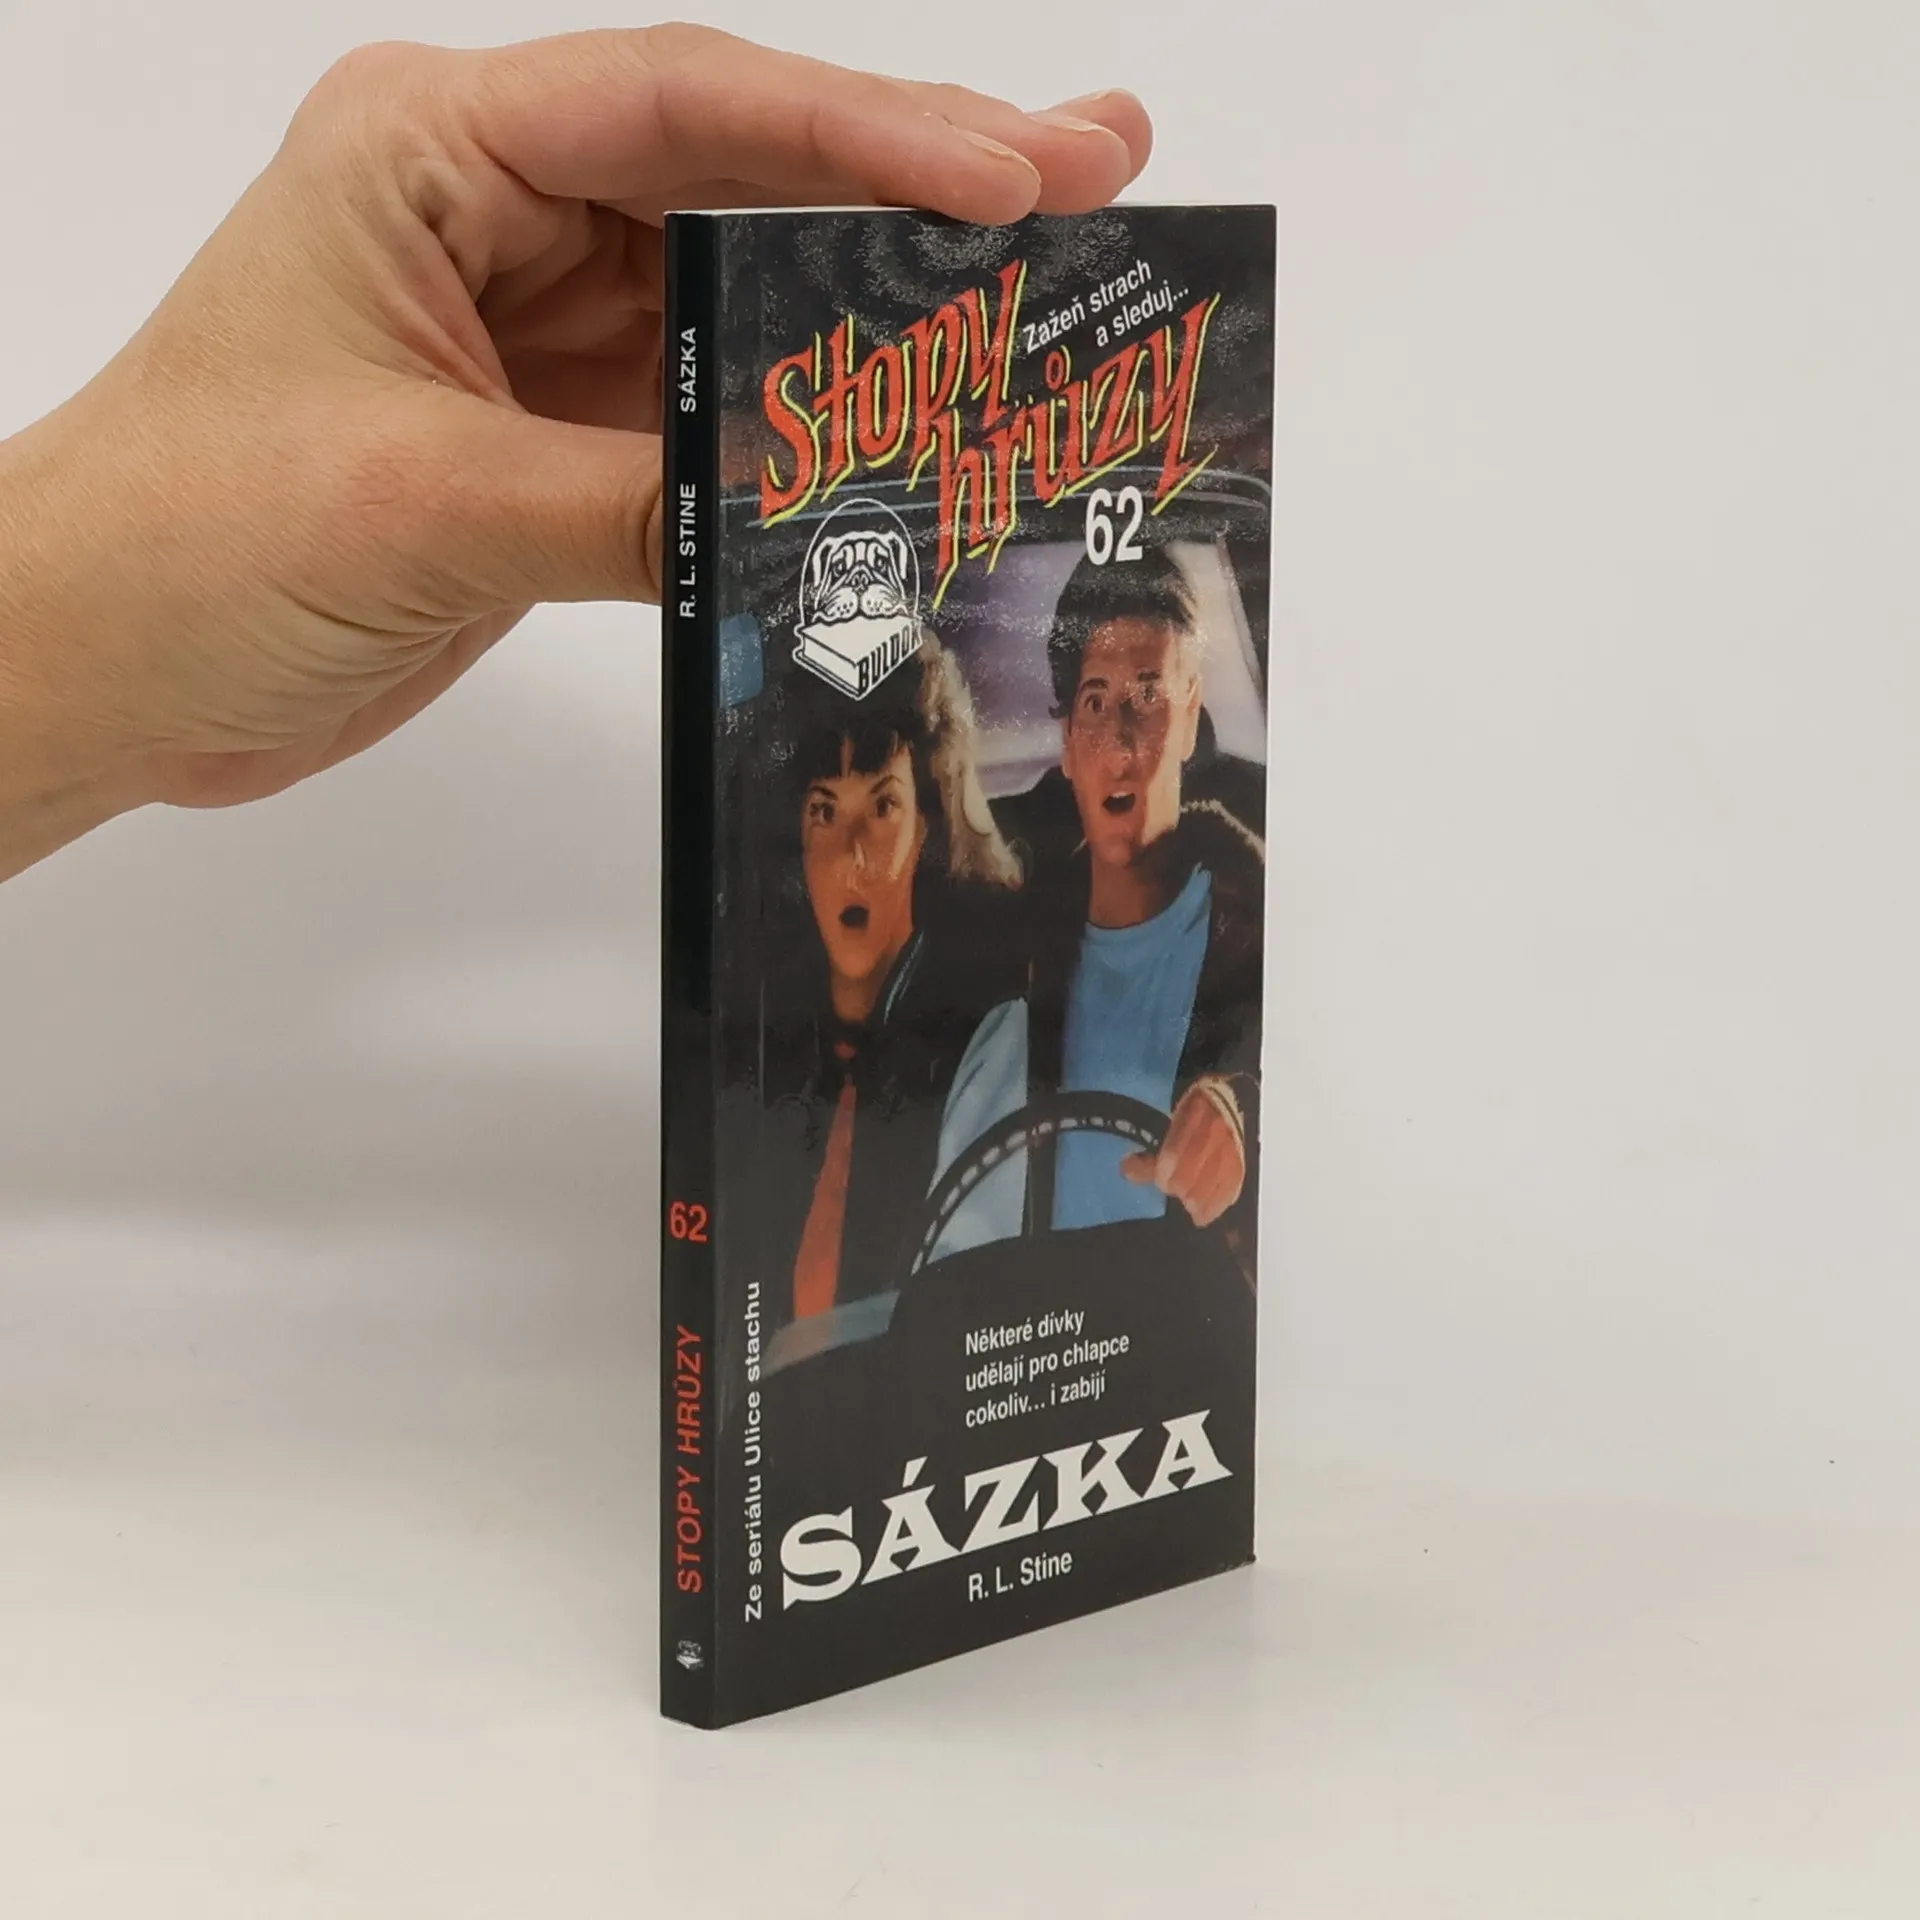 Zažeň strach
a sleduj...
Stopy
hrůzy
62
BULDOK
Některé dívky
udělají pro chlapce
cokoliv... i zabijí
SÁZKA
R. L. Stine
Ze seriálu Ulice stachu
R. L. STINE SÁZKA
STOPY HRŮZY 62